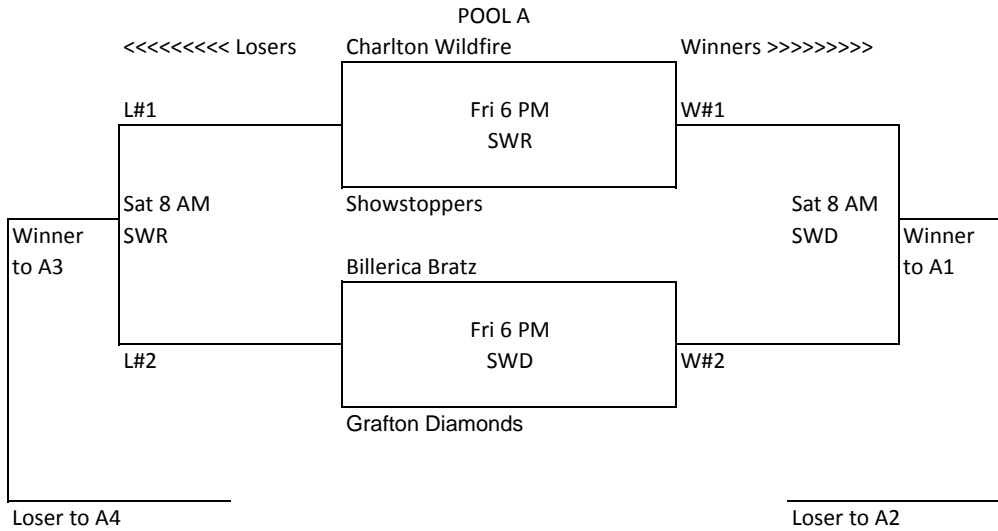 POOL A
<<<<<<<<< Losers
Charlton Wildfire
Winners >>>>>>>>>
L#1
Fri 6 PM
SWR
W#1
Sat 8 AM
SWR
Showstoppers
Sat 8 AM
SWD
Winner
to A3
Winner
to A1
Billerica Bratz
Fri 6 PM
SWD
L#2
W#2
Grafton Diamonds
Loser to A4
Loser to A2